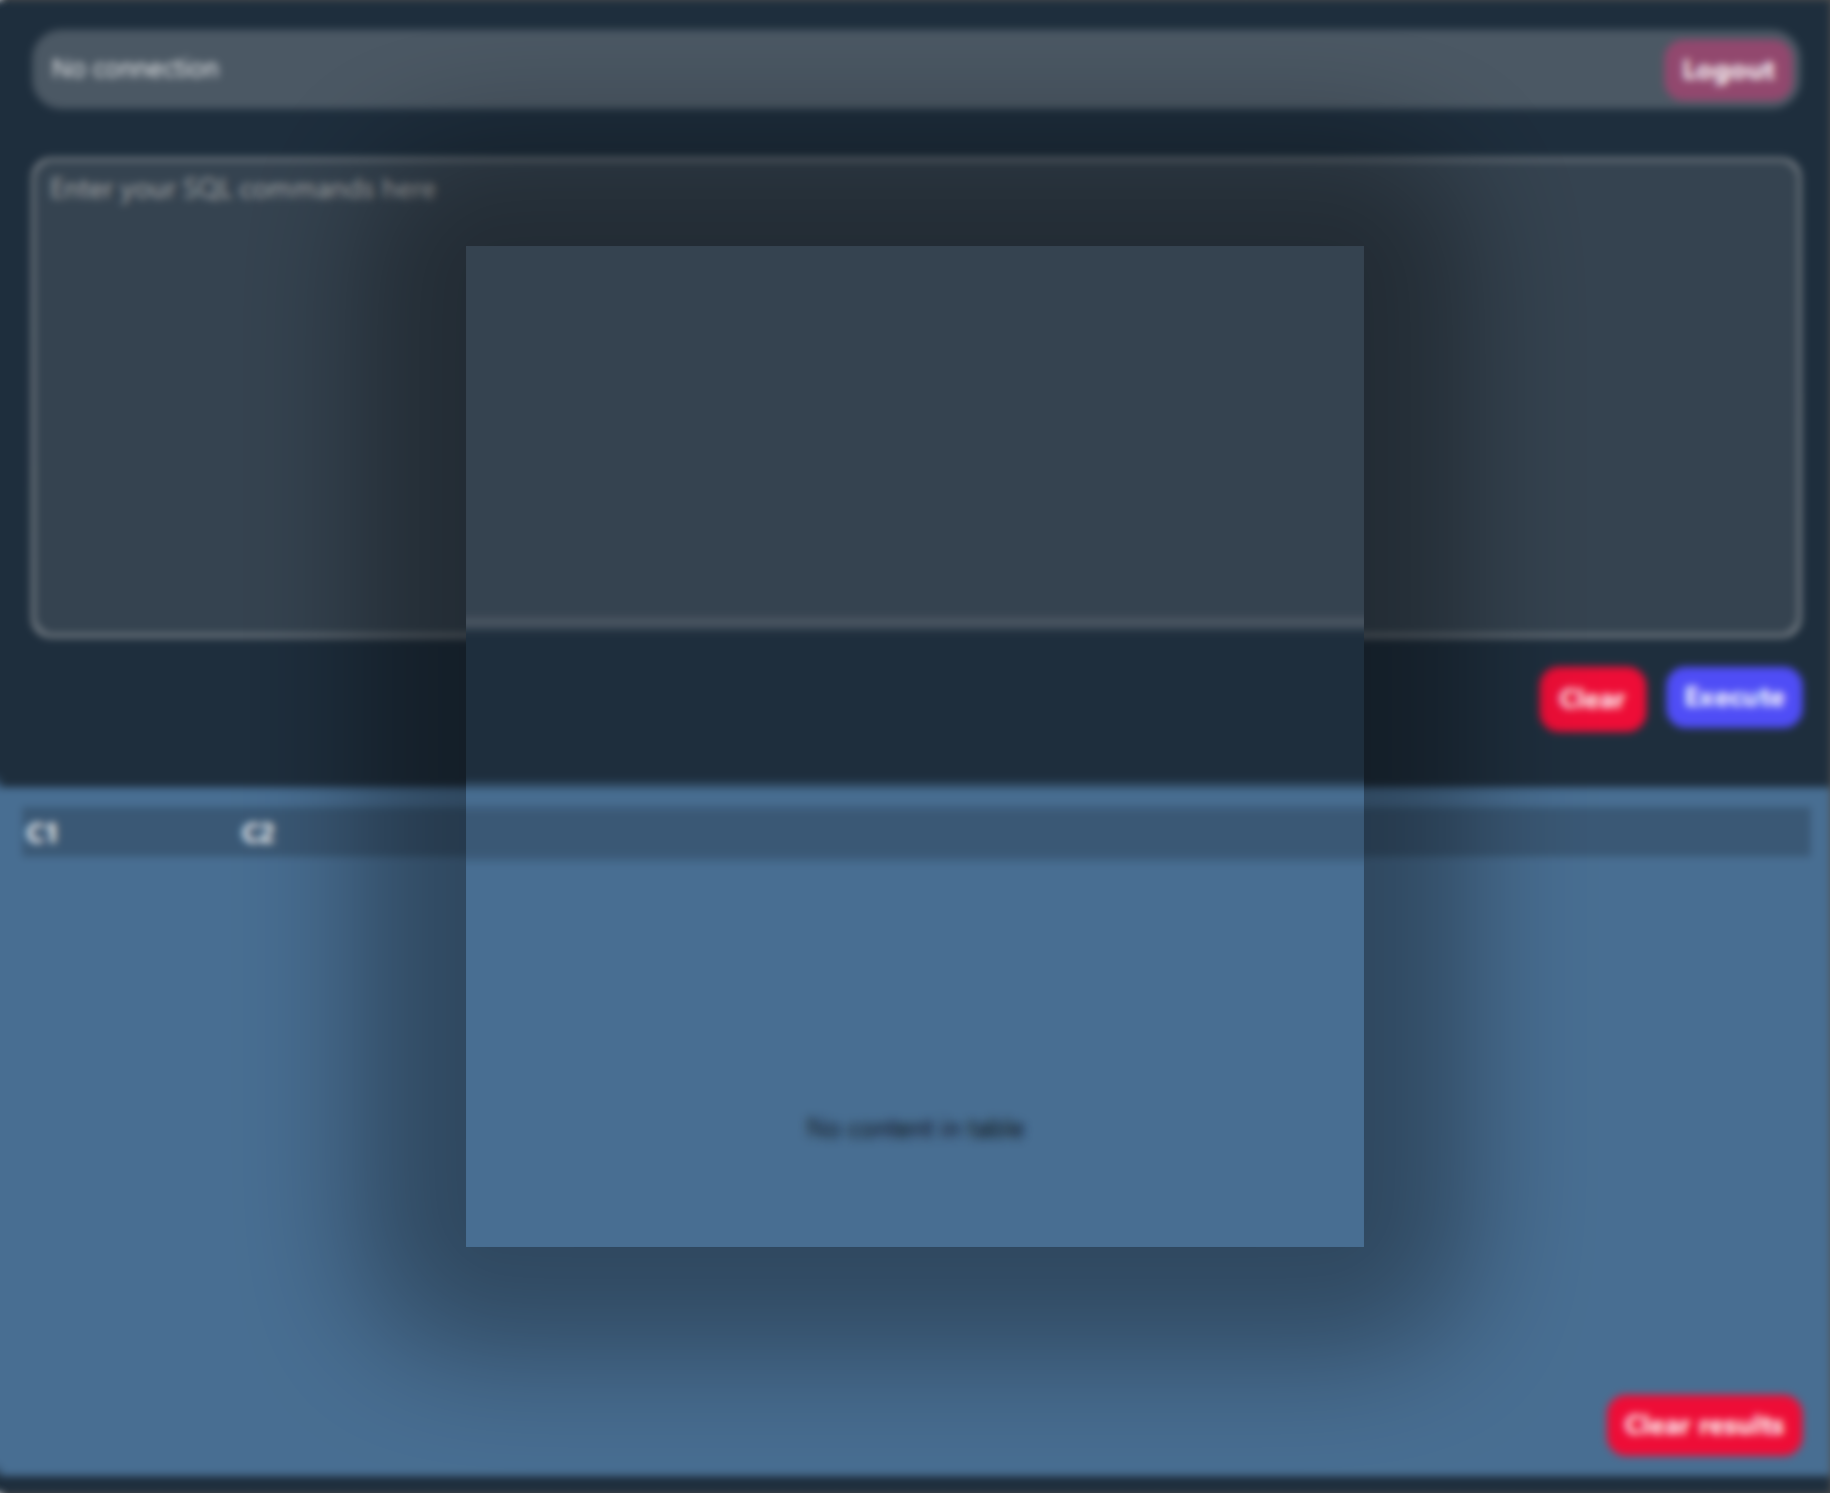 No connection
Logout
Enter your SQL commands here
Clear
Execute
C1
C2
No content in table
Clear results